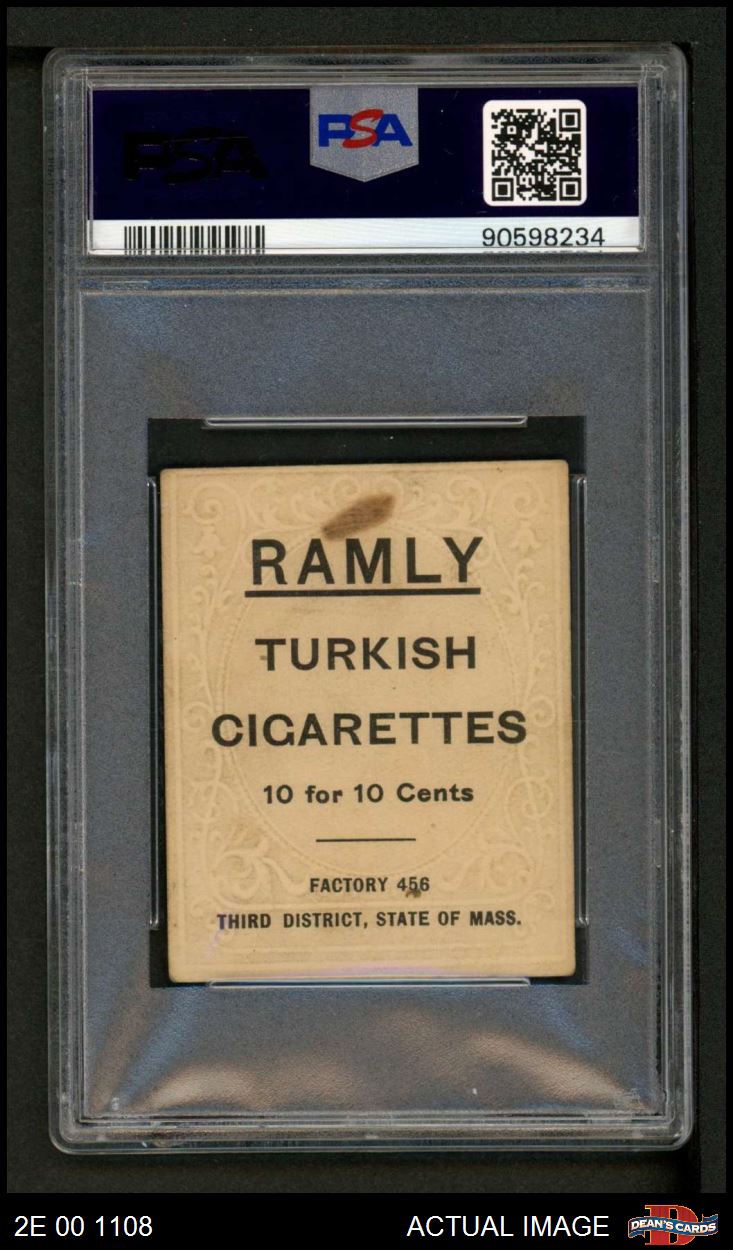 PSA
PSA
90598234
RAMLY
TURKISH
CIGARETTES
10 for 10 Cents
FACTORY 456
THIRD DISTRICT, STATE OF MASS.
2E 00 1108
ACTUAL IMAGE
DEAN'S CARDS